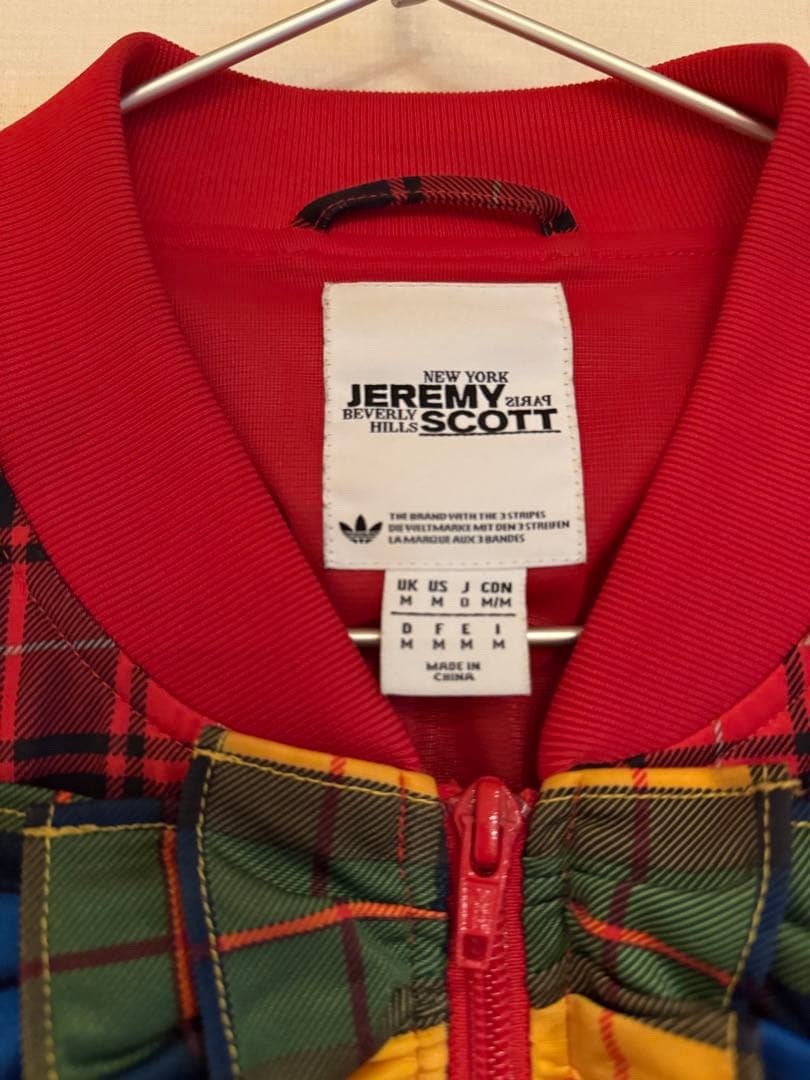 NEW YORK
JEREMY PARIS
BEVERLY
HILLS SCOTT
THE BRAND WITH THE 3 STRIPES
DIE WELTMARKE MIT DEN 3 STREIFEN
LA MARQUE AUX 3 BANDES
UK US J CDN
M M O M/M
D F E I
M M M M
MADE IN
CHINA